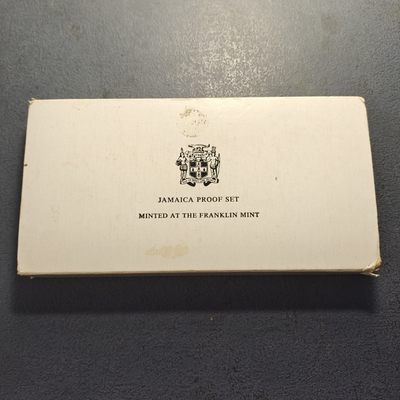 JAMAICA PROOF SET
MINTED AT THE FRANKLIN MINT